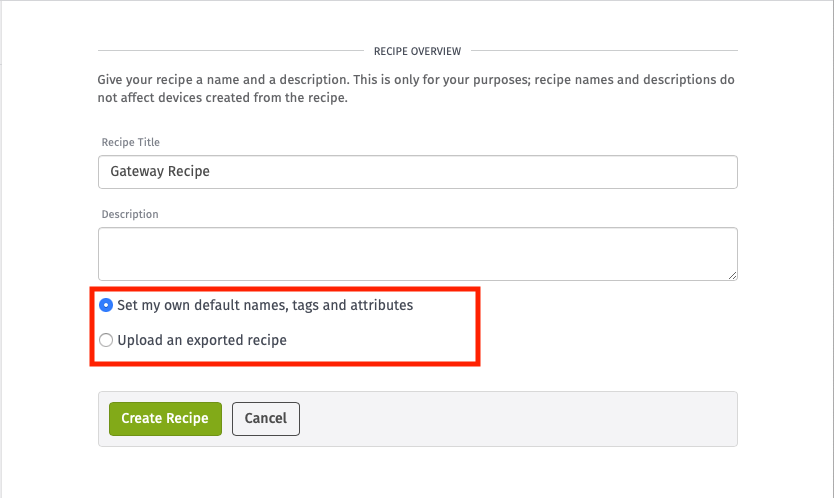 RECIPE OVERVIEW
Give your recipe a name and a description. This is only for your purposes; recipe names and descriptions do
not affect devices created from the recipe.
Recipe Title
Gateway Recipe
Description
Set my own default names, tags and attributes
Upload an exported recipe
Create Recipe
Cancel